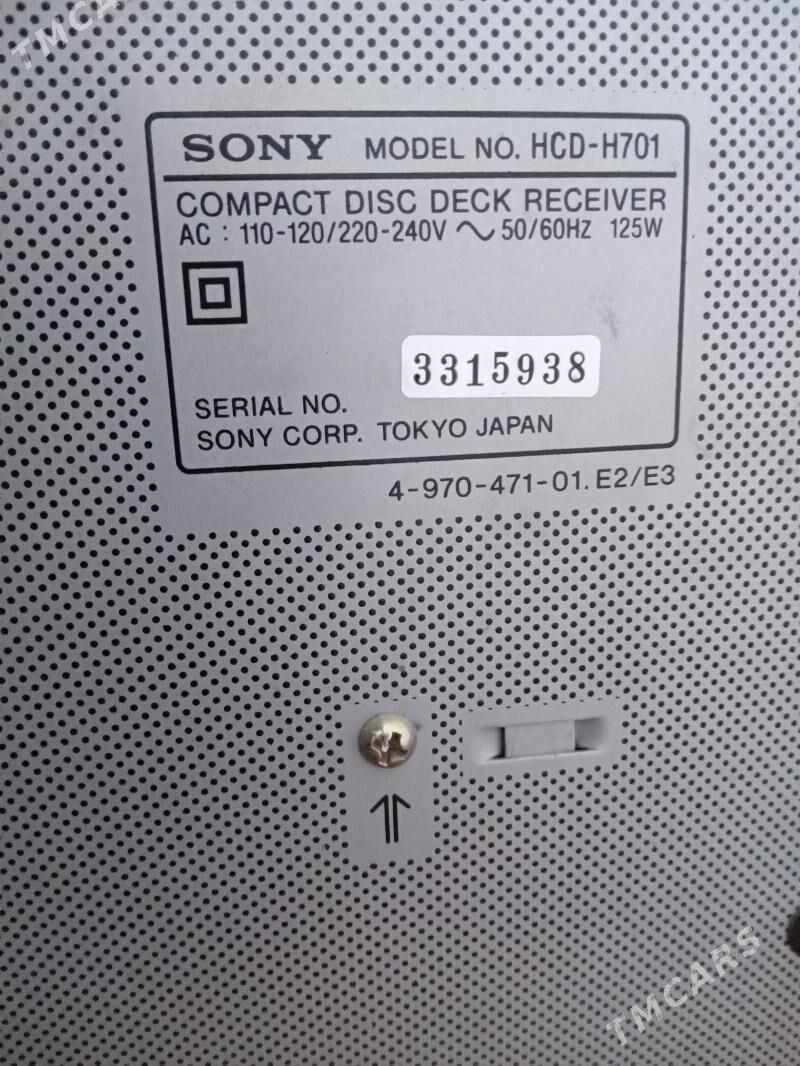 TMCARS
SONY MODEL NO. HCD-H701
COMPACT DISC DECK RECEIVER
AC : 110-120/220-240V ~ 50/60HZ 125W
3315938
SERIAL NO.
SONY CORP. TOKYO JAPAN
4-970-471-01. E2/E3
TMCARS